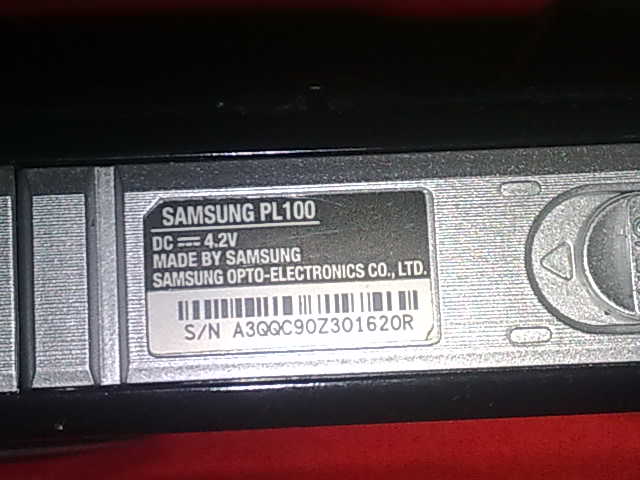 SAMSUNG PL100
DC ⎓ 4.2V
MADE BY SAMSUNG
SAMSUNG OPTO-ELECTRONICS CO., LTD.
S/N A3QQC90Z301620R